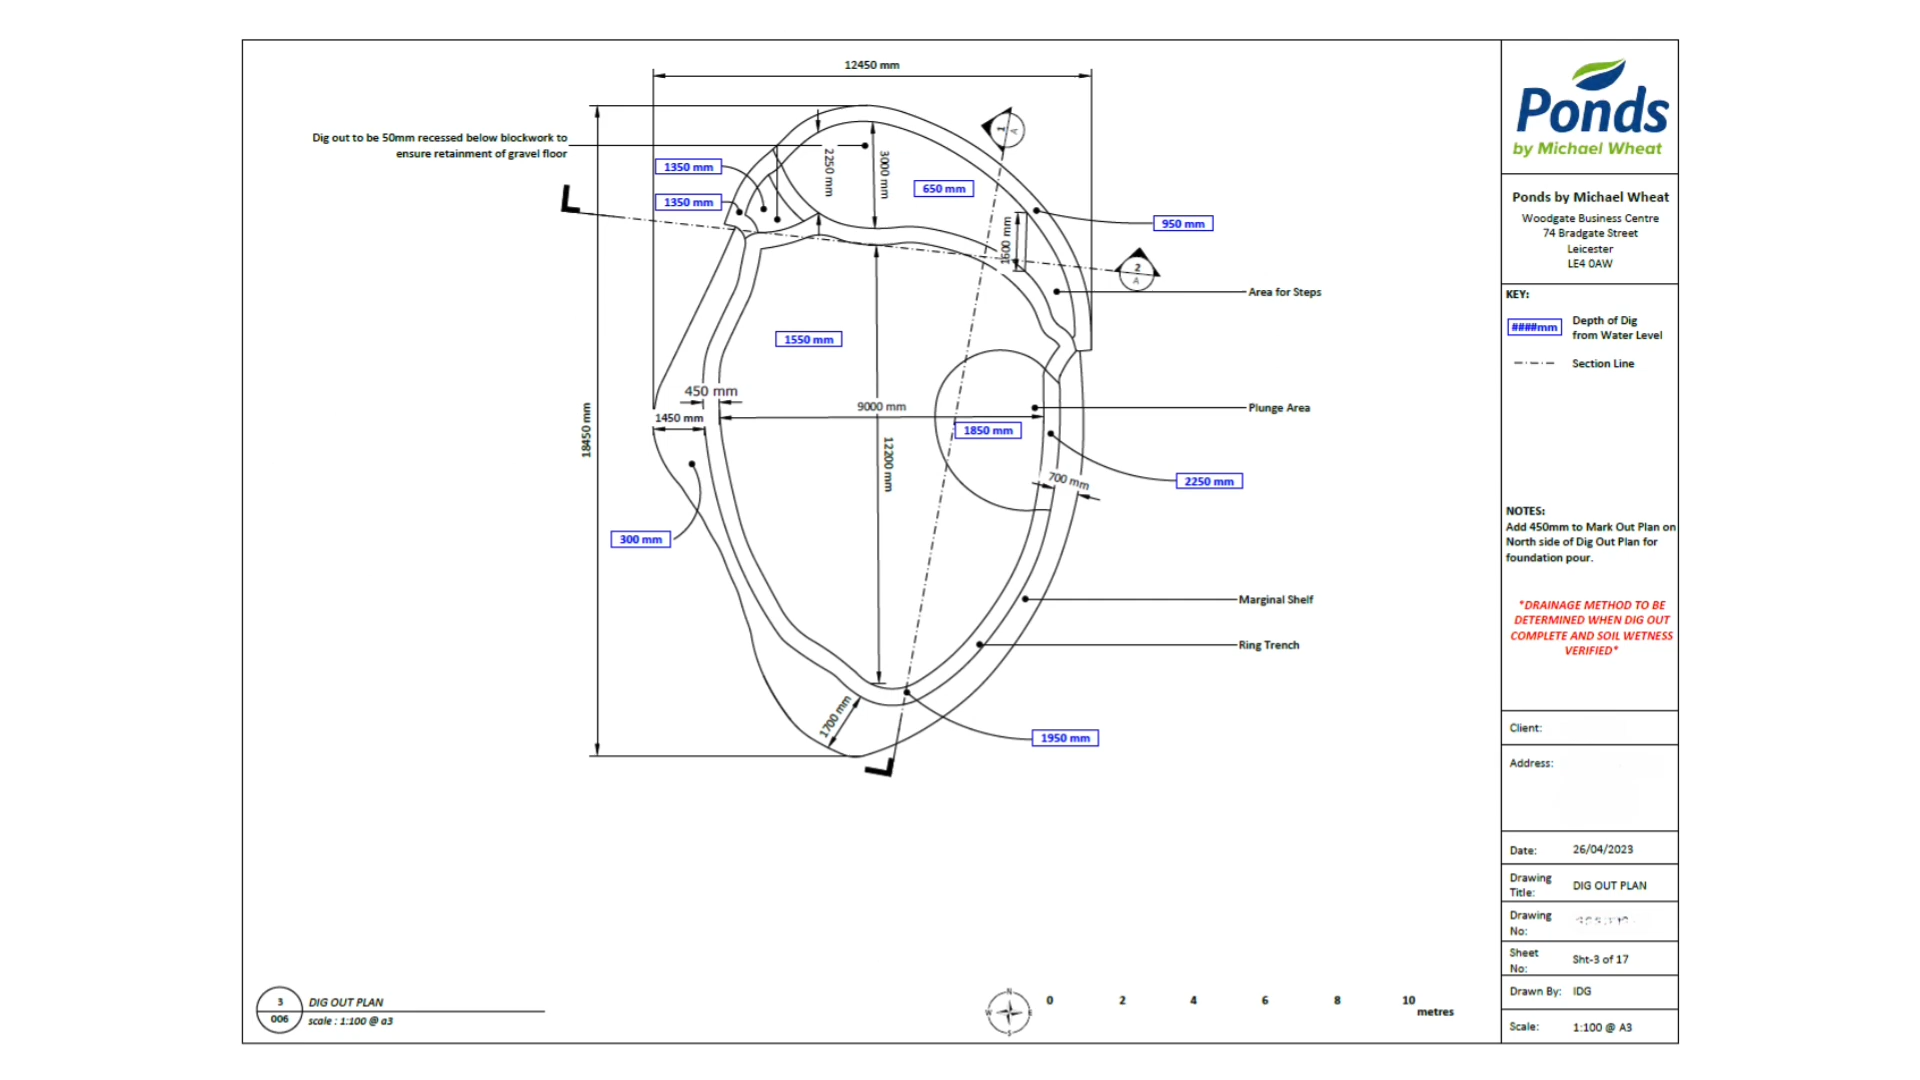 12450 mm
Dig out to be 50mm recessed below blockwork to
ensure retainment of gravel floor
1350 mm
1350 mm
2250 mm
3000 mm
650 mm
1
A
950 mm
1600 mm
2
A
Area for Steps
1550 mm
450 mm
1450 mm
9000 mm
Plunge Area
1850 mm
18450 mm
12200 mm
700 mm
2250 mm
300 mm
Marginal Shelf
Ring Trench
1700 mm
1950 mm
3
006
DIG OUT PLAN
scale : 1:100 @ a3
N
W
E
S
0 2 4 6 8 10
metres
Ponds
by Michael Wheat
Ponds by Michael Wheat
Woodgate Business Centre
74 Bradgate Street
Leicester
LE4 0AW
KEY:
####mm
Depth of Dig
from Water Level
Section Line
NOTES:
Add 450mm to Mark Out Plan on
North side of Dig Out Plan for
foundation pour.
*DRAINAGE METHOD TO BE
DETERMINED WHEN DIG OUT
COMPLETE AND SOIL WETNESS
VERIFIED*
Client:
Address:
Date: 26/04/2023
Drawing
Title: DIG OUT PLAN
Drawing
No:
Sheet
No: Sht-3 of 17
Drawn By: IDG
Scale: 1:100 @ A3